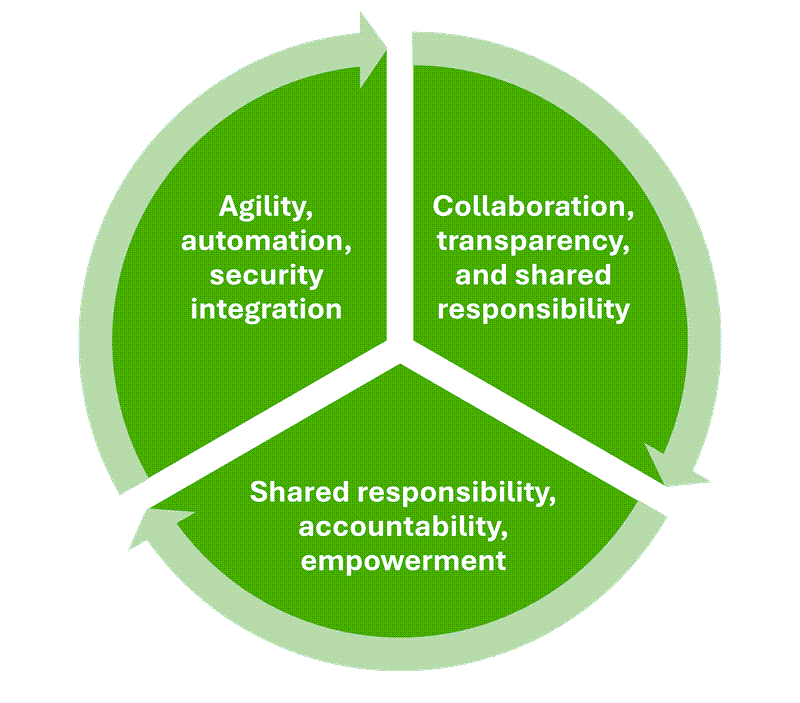 Agility,
automation,
security
integration
Collaboration,
transparency,
and shared
responsibility
Shared responsibility,
accountability,
empowerment